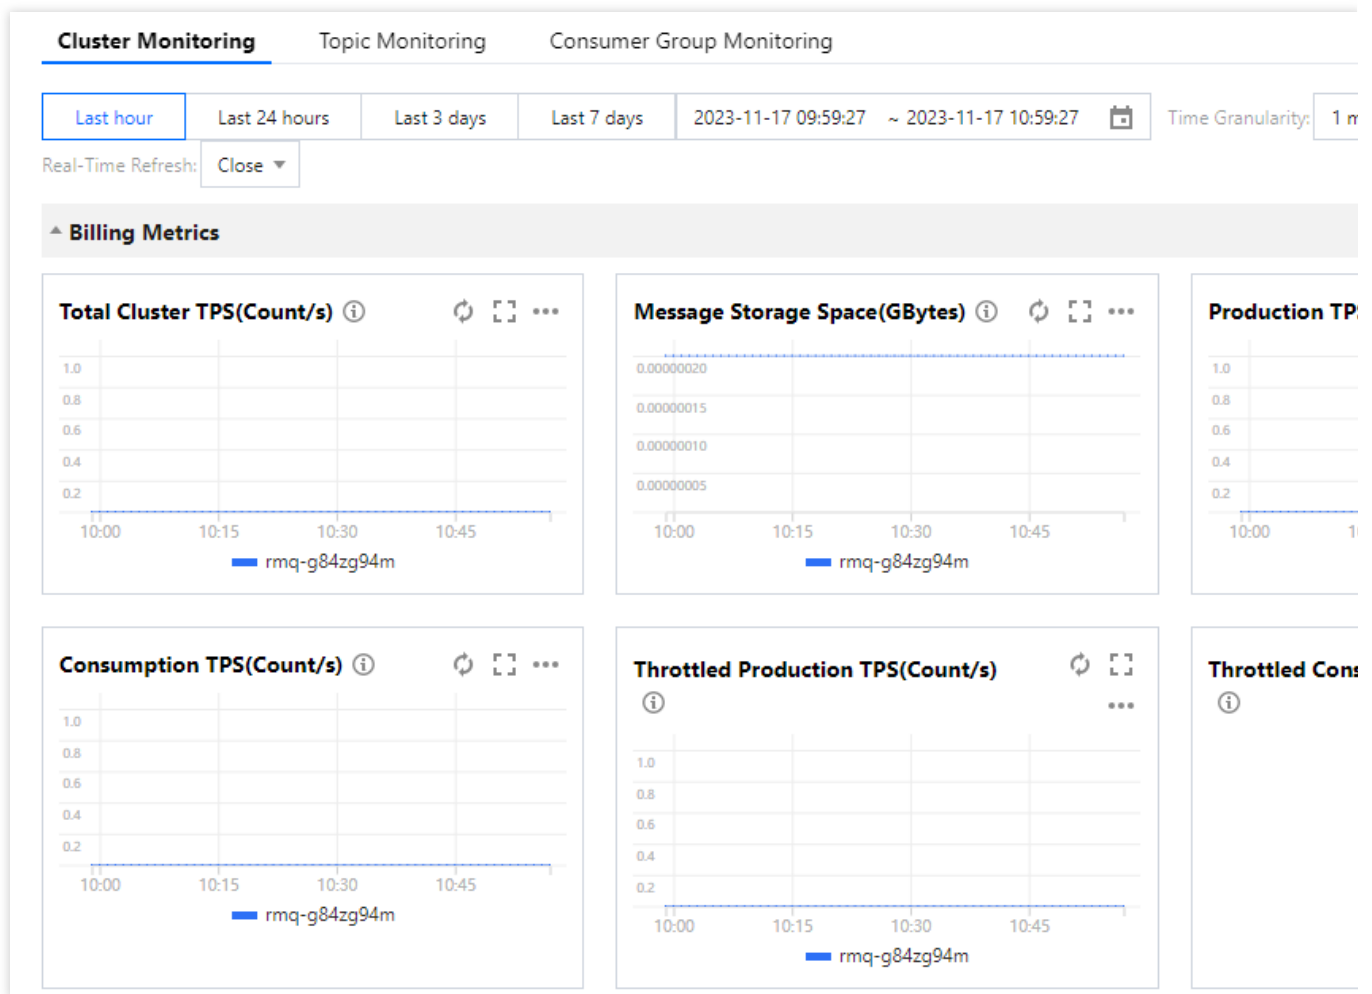 Cluster Monitoring Topic Monitoring Consumer Group Monitoring
Last hour Last 24 hours Last 3 days Last 7 days 2023-11-17 09:59:27 ~ 2023-11-17 10:59:27 Time Granularity: 1 m
Real-Time Refresh: Close
Billing Metrics
Total Cluster TPS(Count/s)
1.0
0.8
0.6
0.4
0.2
10:00 10:15 10:30 10:45
rmq-g84zg94m
Message Storage Space(GBytes)
0.00000020
0.00000015
0.00000010
0.00000005
10:00 10:15 10:30 10:45
rmq-g84zg94m
Production TPS
1.0
0.8
0.6
0.4
0.2
10:00 1
Consumption TPS(Count/s)
1.0
0.8
0.6
0.4
0.2
10:00 10:15 10:30 10:45
rmq-g84zg94m
Throttled Production TPS(Count/s)
1.0
0.8
0.6
0.4
0.2
10:00 10:15 10:30 10:45
rmq-g84zg94m
Throttled Cons